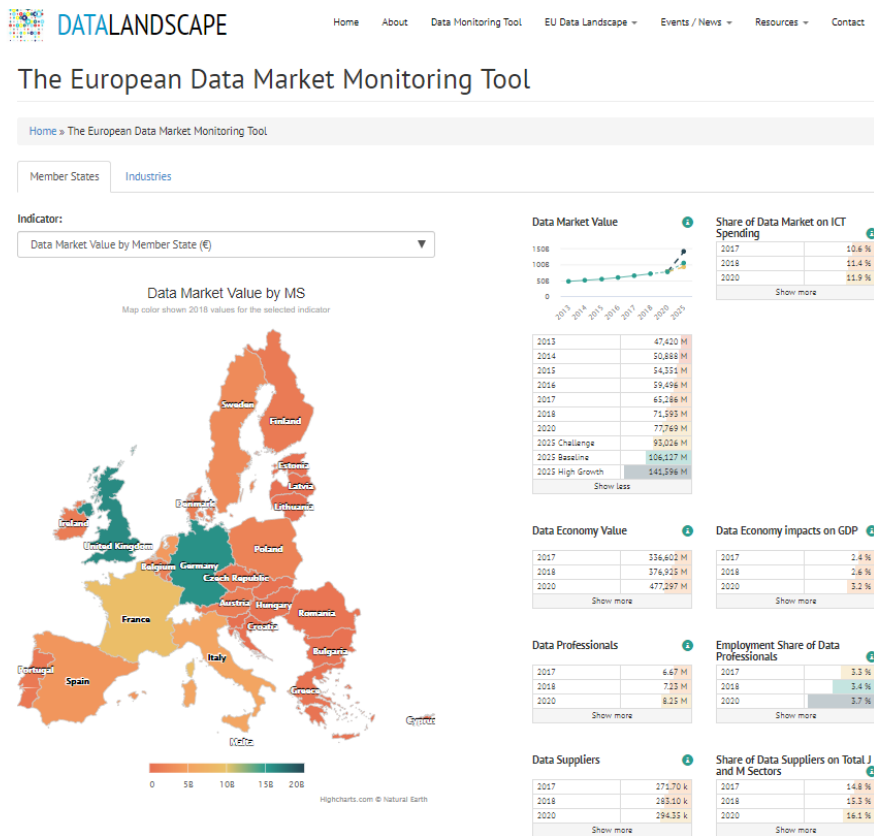 DATALANDSCAPE
Home About Data Monitoring Tool EU Data Landscape Events / News Resources Contact
The European Data Market Monitoring Tool
Home » The European Data Market Monitoring Tool
Member States Industries
Indicator:
Data Market Value by Member State (€)
Data Market Value by MS
Map color shown 2018 values for the selected indicator
Sweden
Finland
Estonia
Latvia
Denmark
Lithuania
Ireland
United Kingdom
Poland
Belgium Germany
Czech Republic
Austria Hungary
Romania
France
Croatia
Italy
Bulgaria
Portugal
Spain
Greece
Cyprus
Malta
0 5B 10B 15B 20B
Highcharts.com © Natural Earth
Data Market Value
150B
100B
50B
0
2013 2014 2015 2016 2017 2018 2020 2025
2013 47,420 M
2014 50,888 M
2015 54,351 M
2016 59,496 M
2017 65,286 M
2018 71,593 M
2020 77,769 M
2025 Challenge 93,026 M
2025 Baseline 106,127 M
2025 High Growth 141,596 M
Show less
Share of Data Market on ICT
Spending
2017 10.6 %
2018 11.4 %
2020 11.9 %
Show more
Data Economy Value
2017 336,602 M
2018 376,925 M
2020 477,297 M
Show more
Data Economy impacts on GDP
2017 2.4 %
2018 2.6 %
2020 3.2 %
Show more
Data Professionals
2017 6.67 M
2018 7.23 M
2020 8.25 M
Show more
Employment Share of Data
Professionals
2017 3.3 %
2018 3.4 %
2020 3.7 %
Show more
Data Suppliers
2017 271.70 k
2018 283.10 k
2020 294.35 k
Show more
Share of Data Suppliers on Total J
and M Sectors
2017 14.8 %
2018 15.3 %
2020 16.1 %
Show more